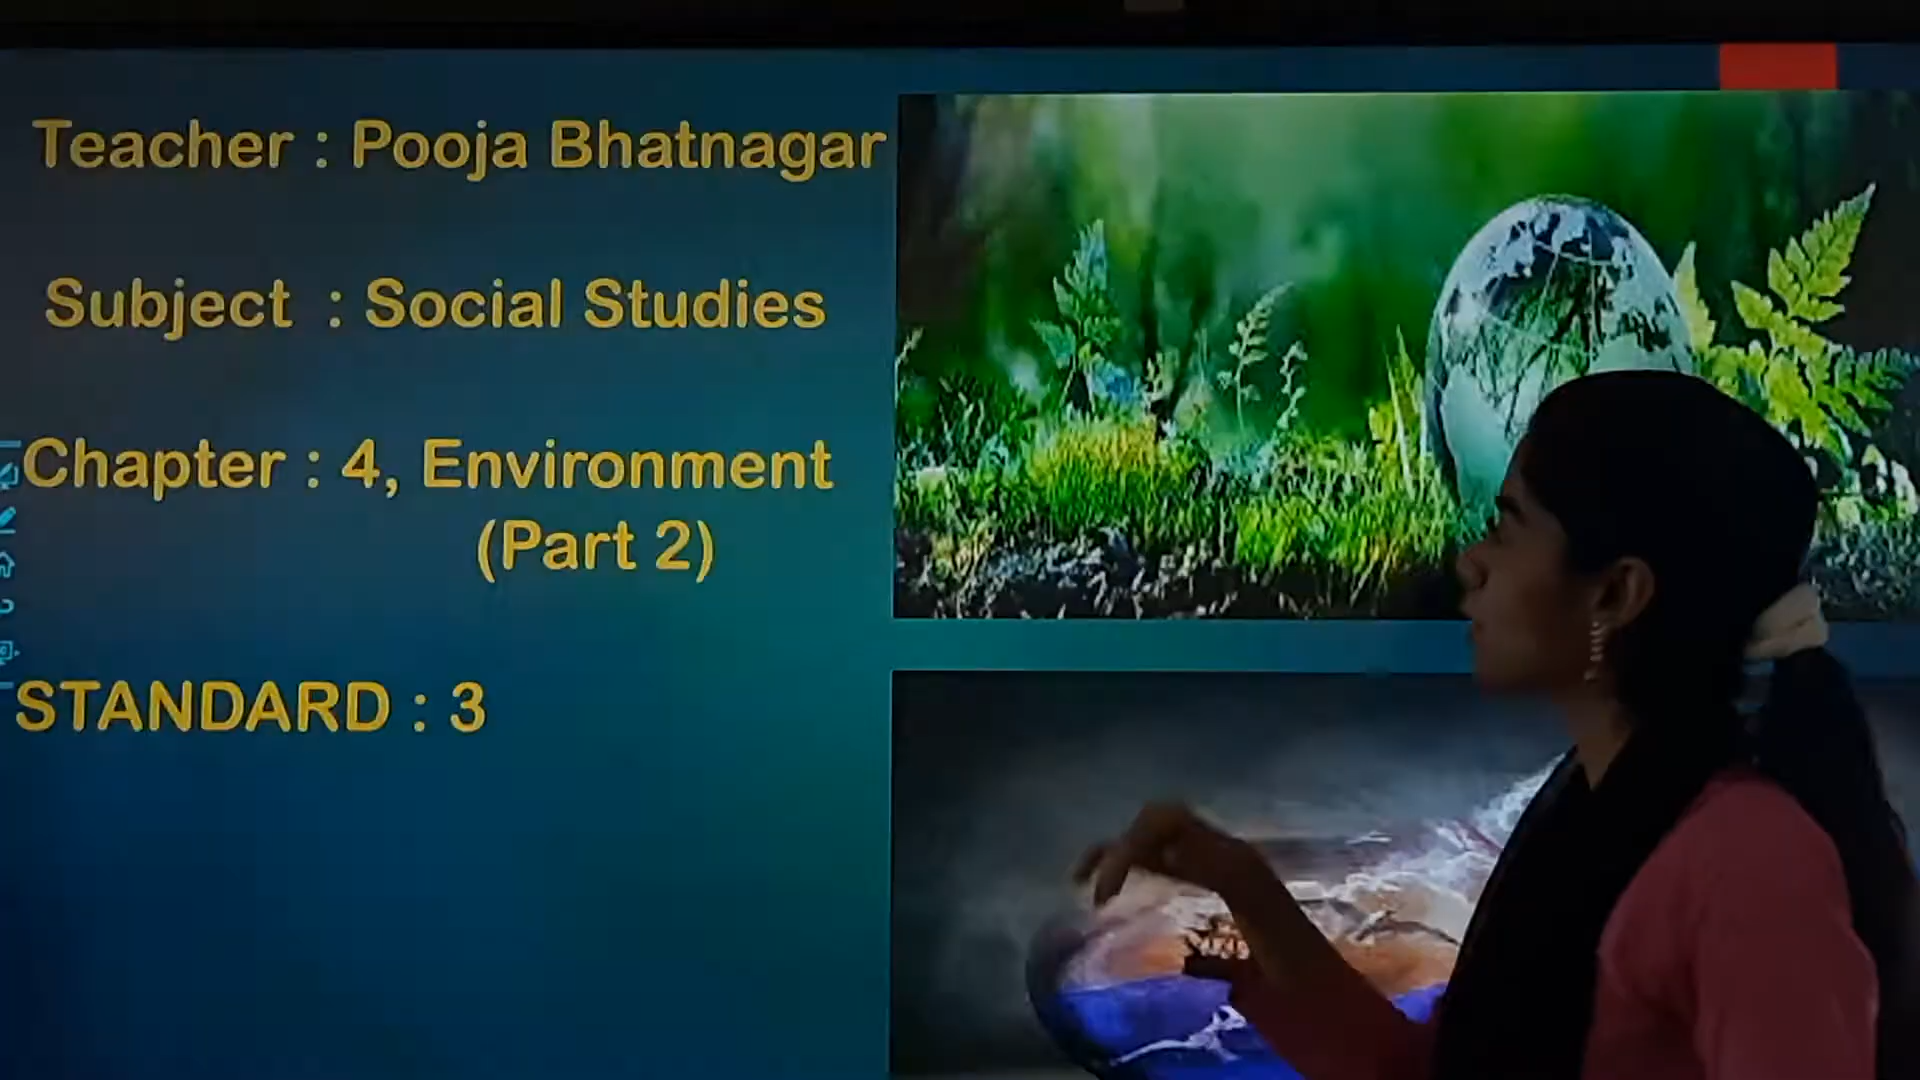 Teacher : Pooja Bhatnagar
Subject : Social Studies
Chapter : 4, Environment
(Part 2)
STANDARD : 3